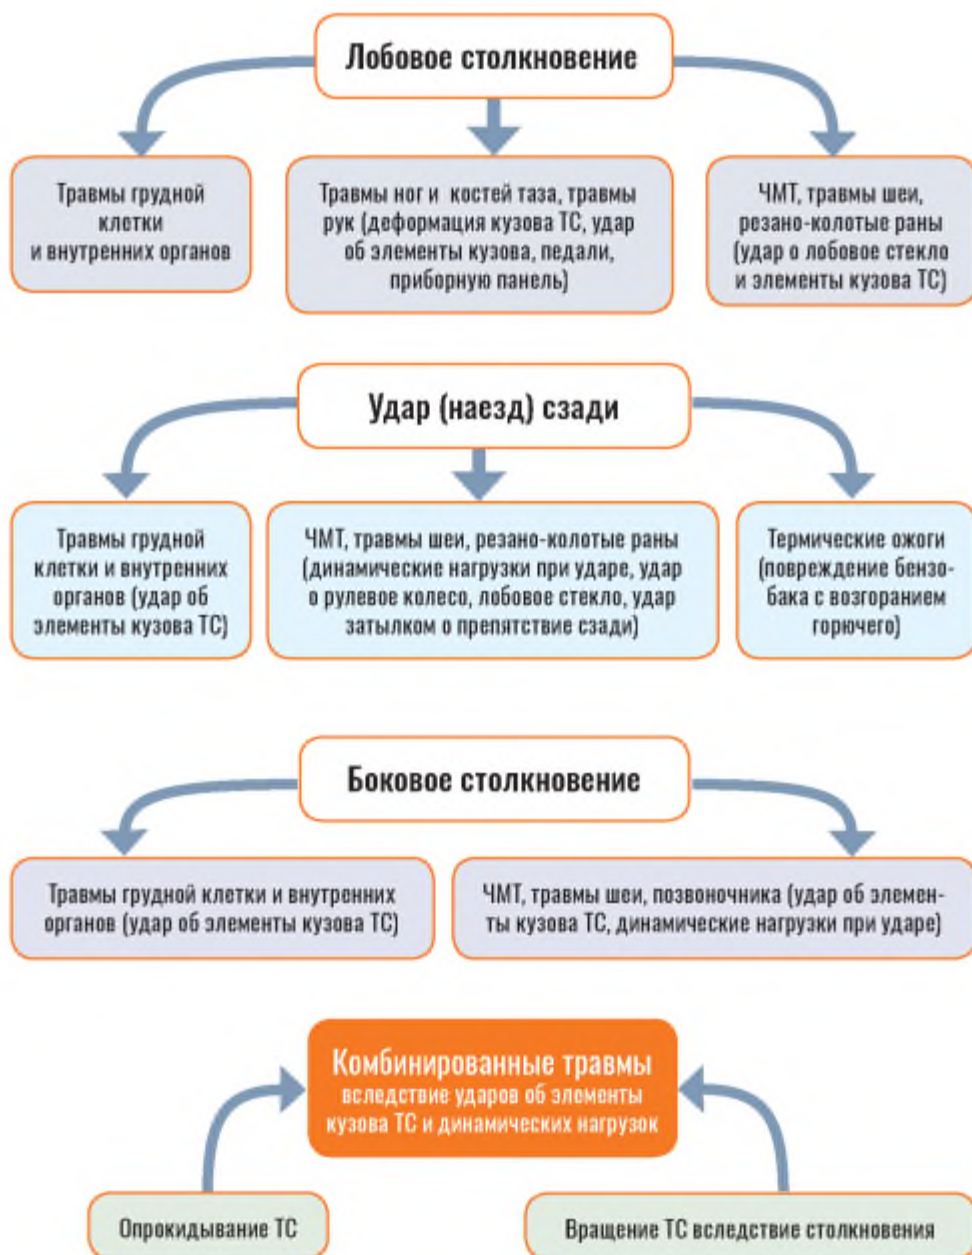 Лобовое столкновение
Травмы грудной
клетки
и внутренних органов
Травмы ног и костей таза, травмы
рук (деформация кузова ТС, удар
об элементы кузова, педали,
приборную панель)
ЧМТ, травмы шеи,
резано-колотые раны
(удар о лобовое стекло
и элементы кузова ТС)
Удар (наезд) сзади
Травмы грудной
клетки и внутренних
органов (удар об
элементы кузова ТС)
ЧМТ, травмы шеи, резано-колотые раны
(динамические нагрузки при ударе, удар
о рулевое колесо, лобовое стекло, удар
затылком о препятствие сзади)
Термические ожоги
(повреждение бензо-
бака с возгоранием
горючего)
Боковое столкновение
Травмы грудной клетки и внутренних
органов (удар об элементы кузова ТС)
ЧМТ, травмы шеи, позвоночника (удар об элемен-
ты кузова ТС, динамические нагрузки при ударе)
Комбинированные травмы
вследствие ударов об элементы
кузова ТС и динамических нагрузок
Опрокидывание ТС
Вращение ТС вследствие столкновения